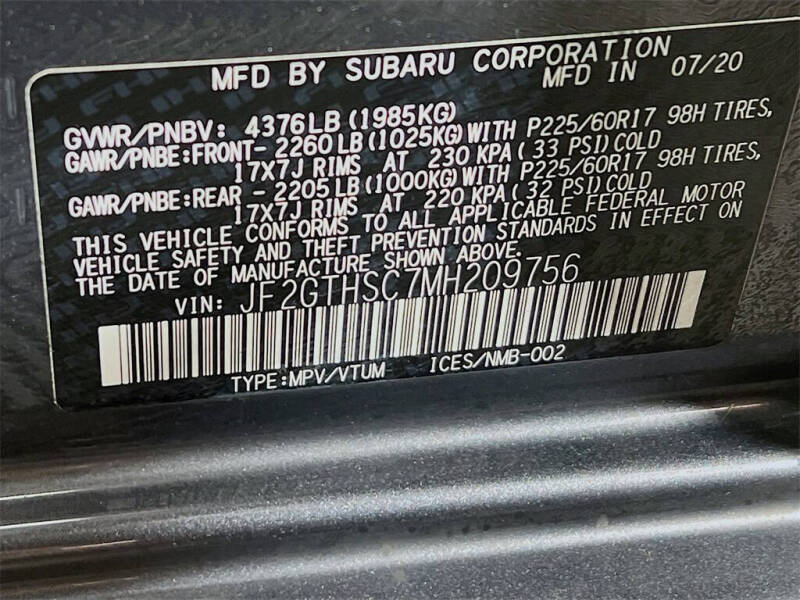 MFD BY SUBARU CORPORATION
MFD IN 07/20
GVWR/PNBV: 4376LB(1985KG)
GAWR/PNBE:FRONT- 2260LB(1025KG)WITH P225/60R17 98H TIRES,
17X7J RIMS AT 230 KPA( 33 PSI)COLD
GAWR/PNBE:REAR - 2205LB(1000KG)WITH P225/60R17 98H TIRES,
17X7J RIMS AT 220 KPA( 32 PSI)COLD
THIS VEHICLE CONFORMS TO ALL APPLICABLE FEDERAL MOTOR
VEHICLE SAFETY AND THEFT PREVENTION STANDARDS IN EFFECT ON
THE DATE OF MANUFACTURE SHOWN ABOVE.
VIN: JF2GTHSC7MH209756
TYPE:MPV/VTUM ICES/NMB-002